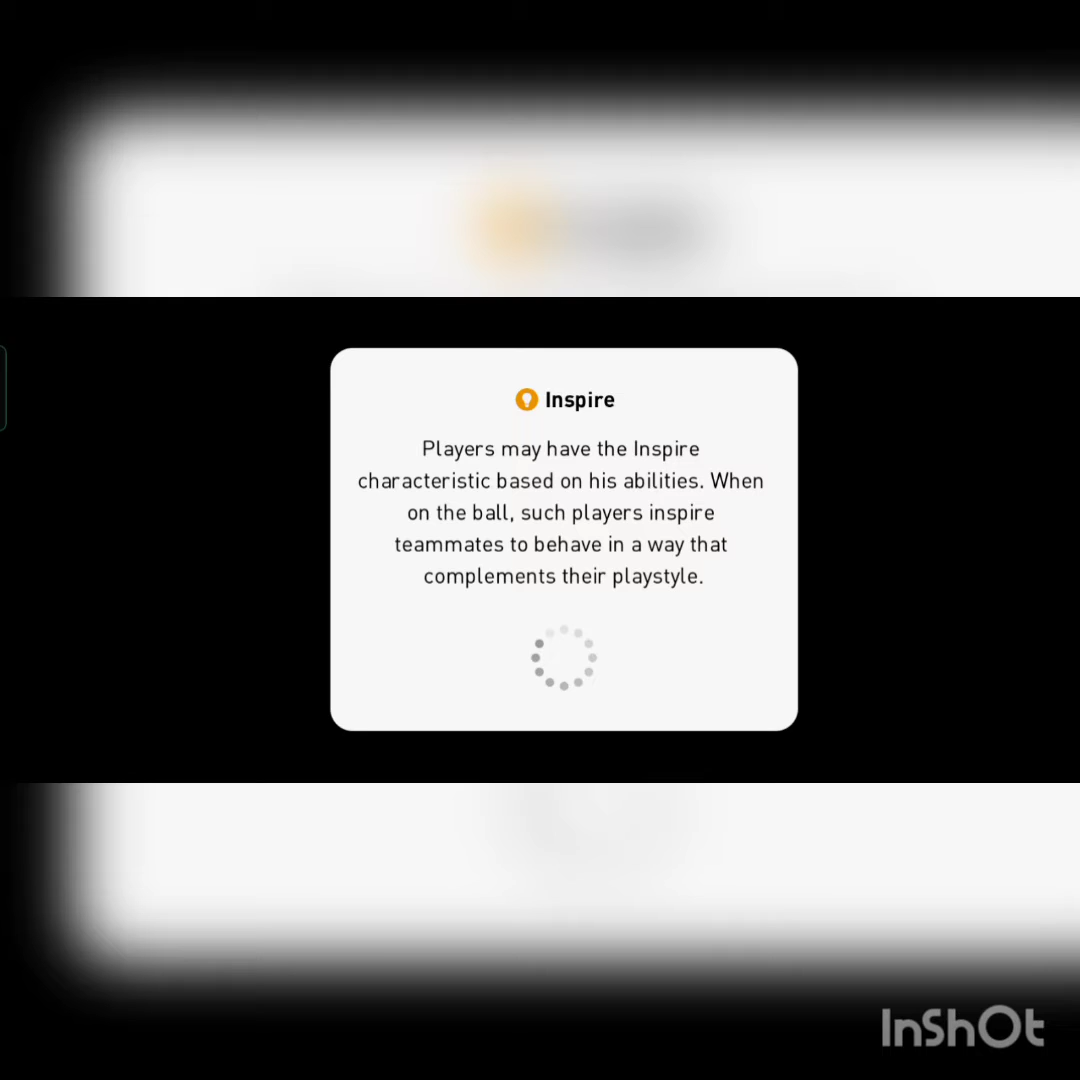 Inspire
Players may have the Inspire
characteristic based on his abilities. When
on the ball, such players inspire
teammates to behave in a way that
complements their playstyle.
InShOt